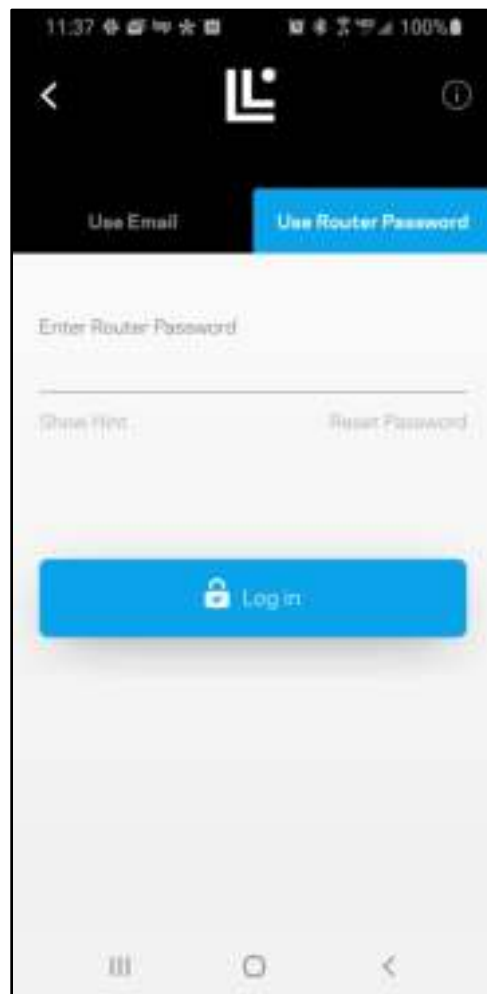 11:37 100%
Use Email Use Router Password
Enter Router Password
Show Hint Reset Password
Log in